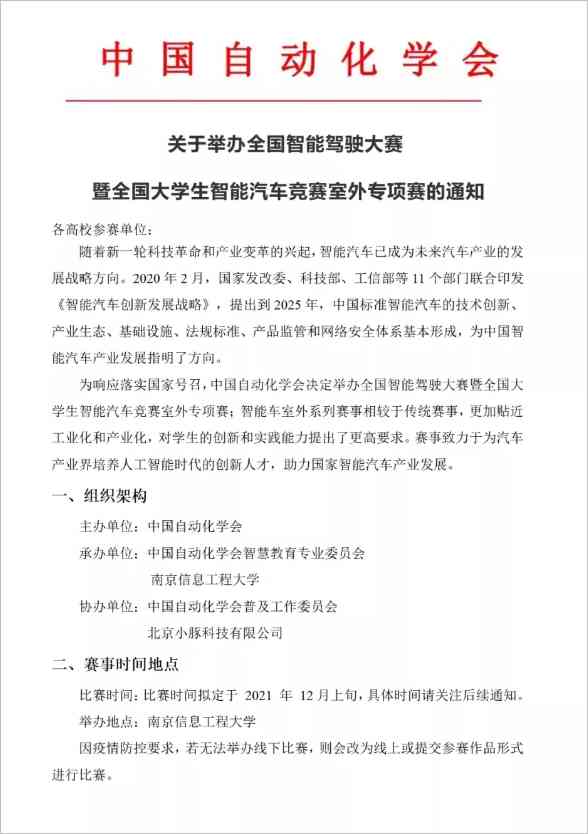 中国自动化学会
关于举办全国智能驾驶大赛
暨全国大学生智能汽车竞赛室外专项赛的通知
各高校参赛单位：
随着新一轮科技革命和产业变革的兴起，智能汽车已成为未来汽车产业的发
展战略方向。2020 年 2 月，国家发改委、科技部、工信部等 11 个部门联合印发
《智能汽车创新发展战略》，提出到 2025 年，中国标准智能汽车的技术创新、
产业生态、基础设施、法规标准、产品监管和网络安全体系基本形成，为中国智
能汽车产业发展指明了方向。
为响应落实国家号召，中国自动化学会决定举办全国智能驾驶大赛暨全国大
学生智能汽车竞赛室外专项赛；智能车室外系列赛事相较于传统赛事，更加贴近
工业化和产业化，对学生的创新和实践能力提出了更高要求。赛事致力于为汽车
产业界培养人工智能时代的创新人才，助力国家智能汽车产业发展。
一、组织架构
主办单位：中国自动化学会
承办单位：中国自动化学会智慧教育专业委员会
南京信息工程大学
协办单位：中国自动化学会普及工作委员会
北京小豚科技有限公司
二、赛事时间地点
比赛时间：比赛时间拟定于 2021 年 12 月上旬，具体时间请关注后续通知。
举办地点：南京信息工程大学
因疫情防控要求，若无法举办线下比赛，则会改为线上或提交参赛作品形式
进行比赛。